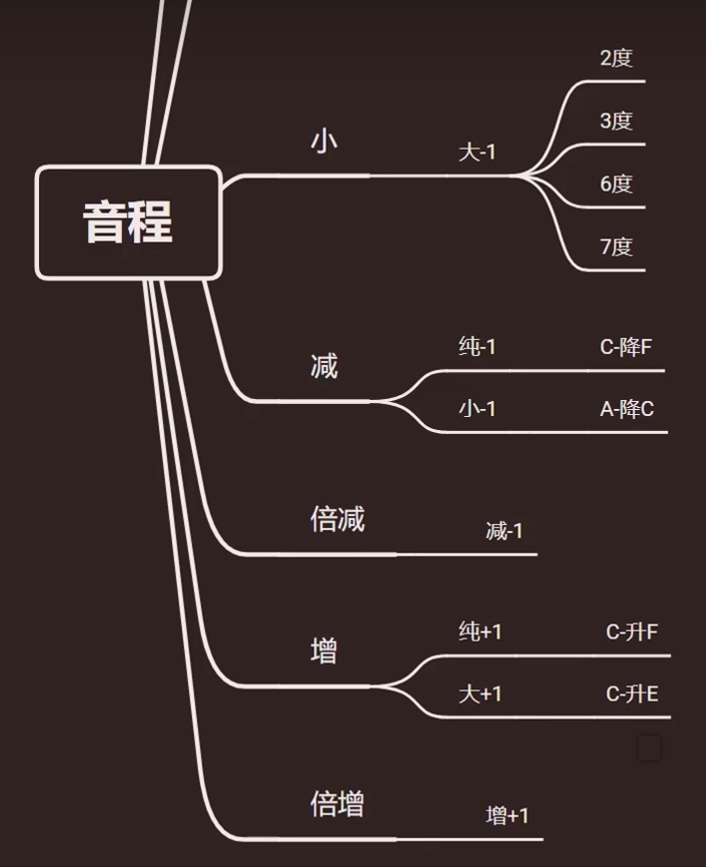 音程
小
大-1
2度
3度
6度
7度
减
纯-1
C-降F
小-1
A-降C
倍减
减-1
增
纯+1
C-升F
大+1
C-升E
倍增
增+1